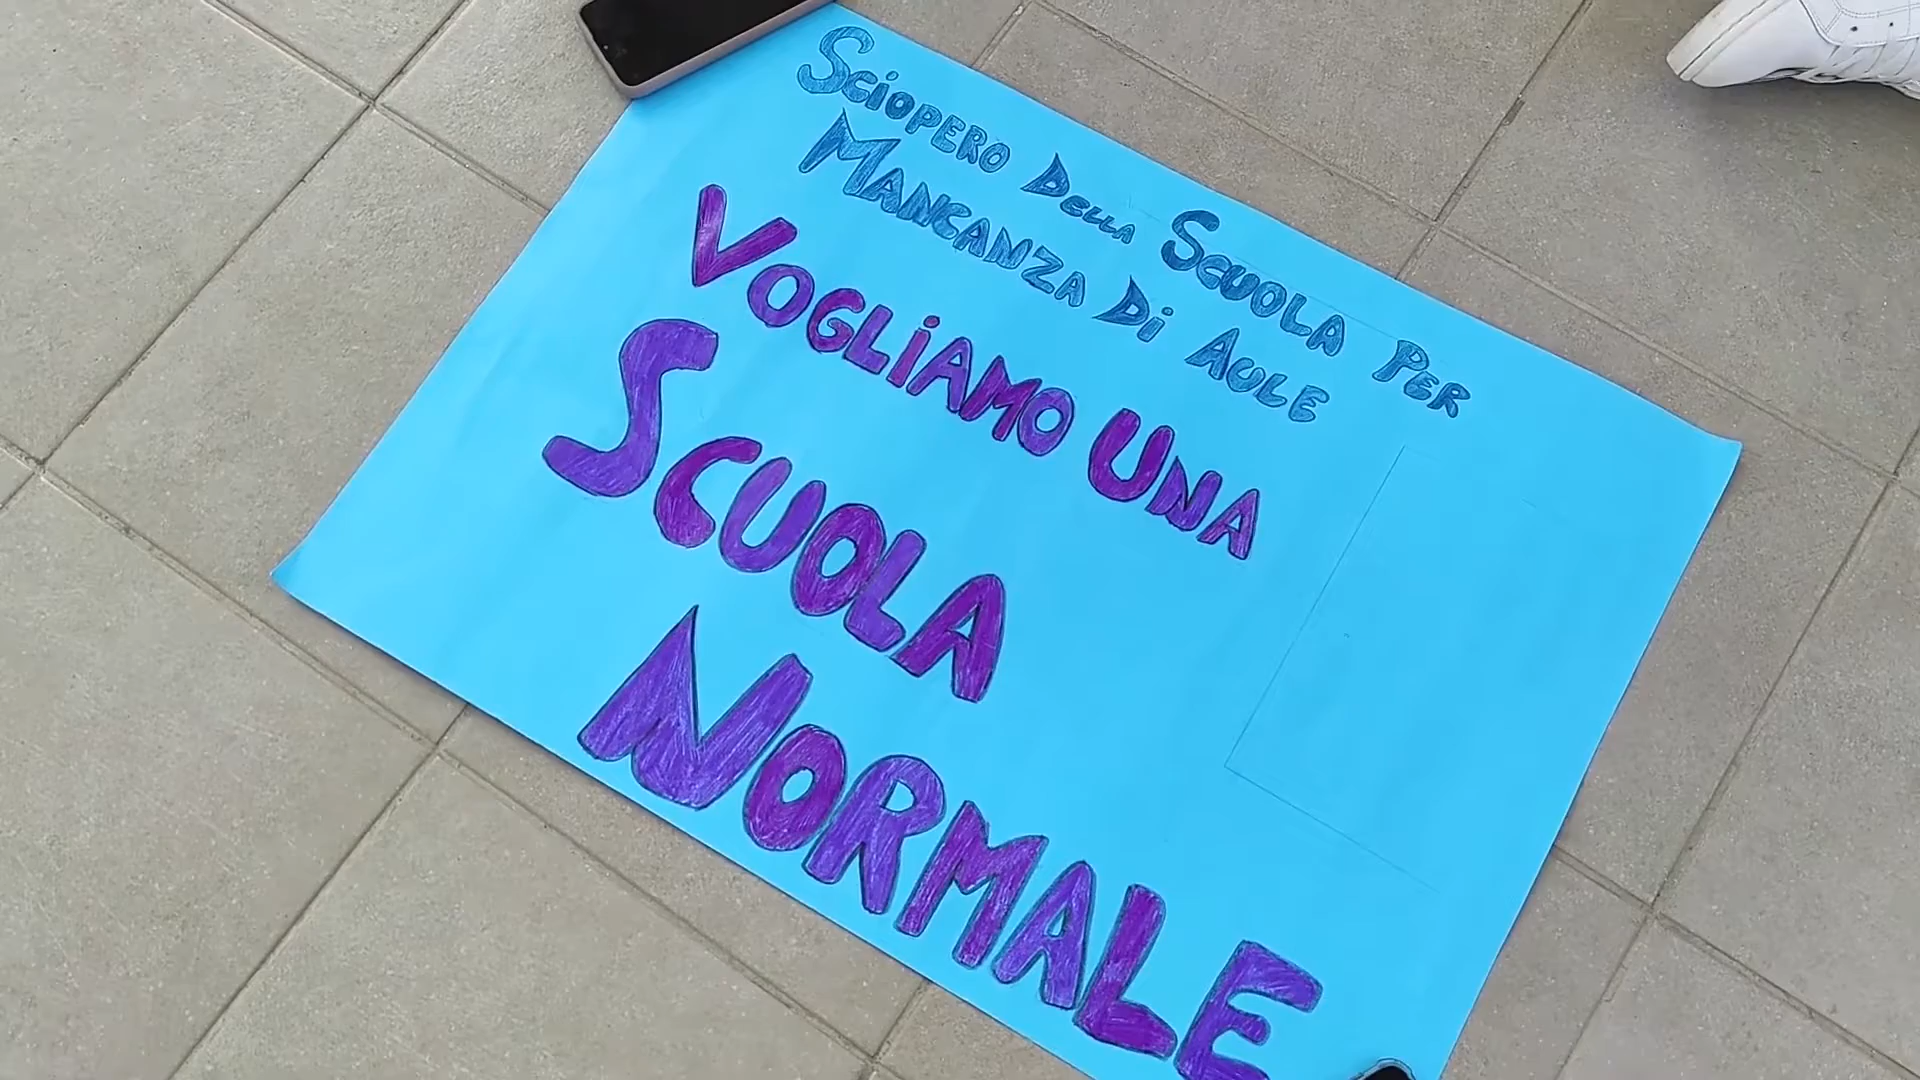 Sciopero Della Scuola Per
Mancanza Di Aule
Vogliamo Una
Scuola
Normale